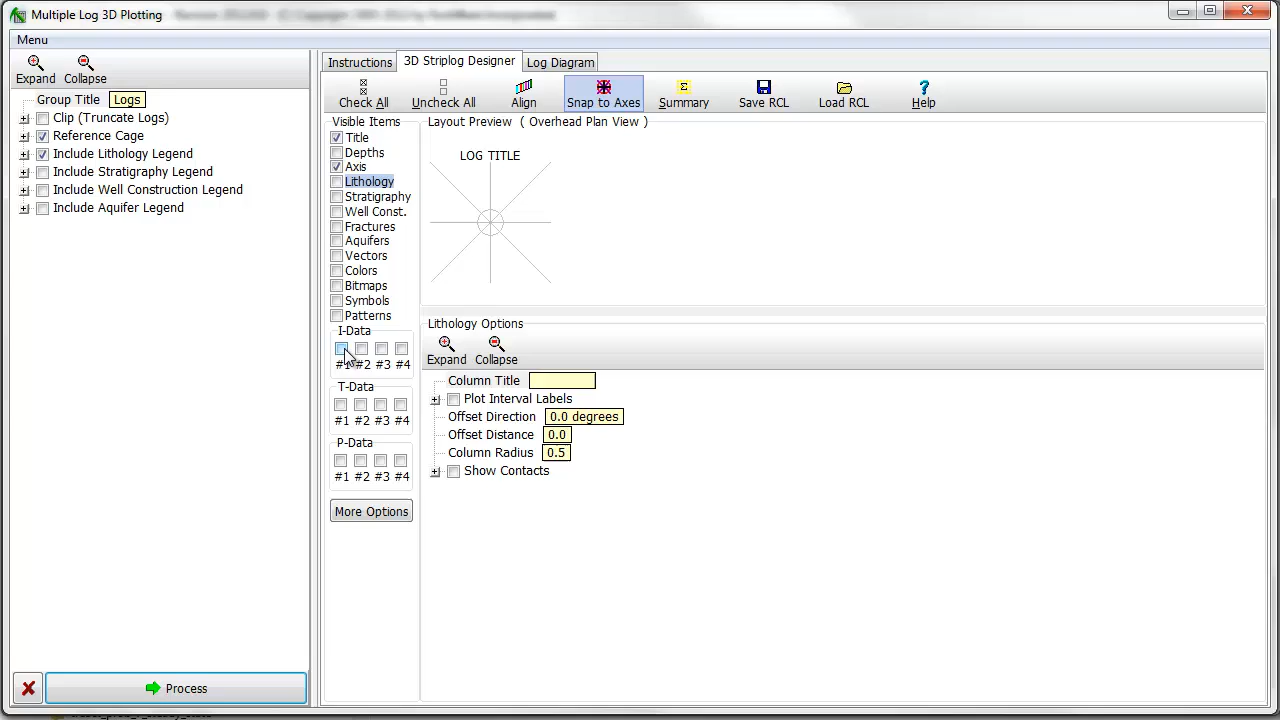 Multiple Log 3D Plotting
Menu
Expand Collapse
Group Title Logs
Clip (Truncate Logs)
Reference Cage
Include Lithology Legend
Include Stratigraphy Legend
Include Well Construction Legend
Include Aquifer Legend
Process
Instructions 3D Striplog Designer Log Diagram
Check All Uncheck All Align Snap to Axes Summary Save RCL Load RCL Help
Visible Items
Title
Depths
Axis
Lithology
Stratigraphy
Well Const.
Fractures
Aquifers
Vectors
Colors
Bitmaps
Symbols
Patterns
I-Data
#1 #2 #3 #4
T-Data
#1 #2 #3 #4
P-Data
#1 #2 #3 #4
More Options
Layout Preview ( Overhead Plan View )
LOG TITLE
Lithology Options
Expand Collapse
Column Title
Plot Interval Labels
Offset Direction 0.0 degrees
Offset Distance 0.0
Column Radius 0.5
Show Contacts